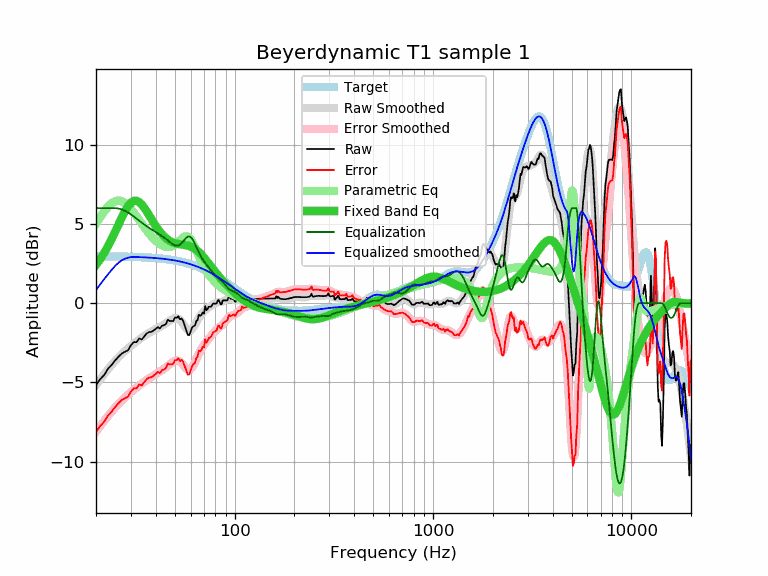 Beyerdynamic T1 sample 1
Target
Raw Smoothed
Error Smoothed
Raw
Error
Parametric Eq
Fixed Band Eq
Equalization
Equalized smoothed
Amplitude (dBr)
10
5
0
−5
−10
100 1000 10000
Frequency (Hz)